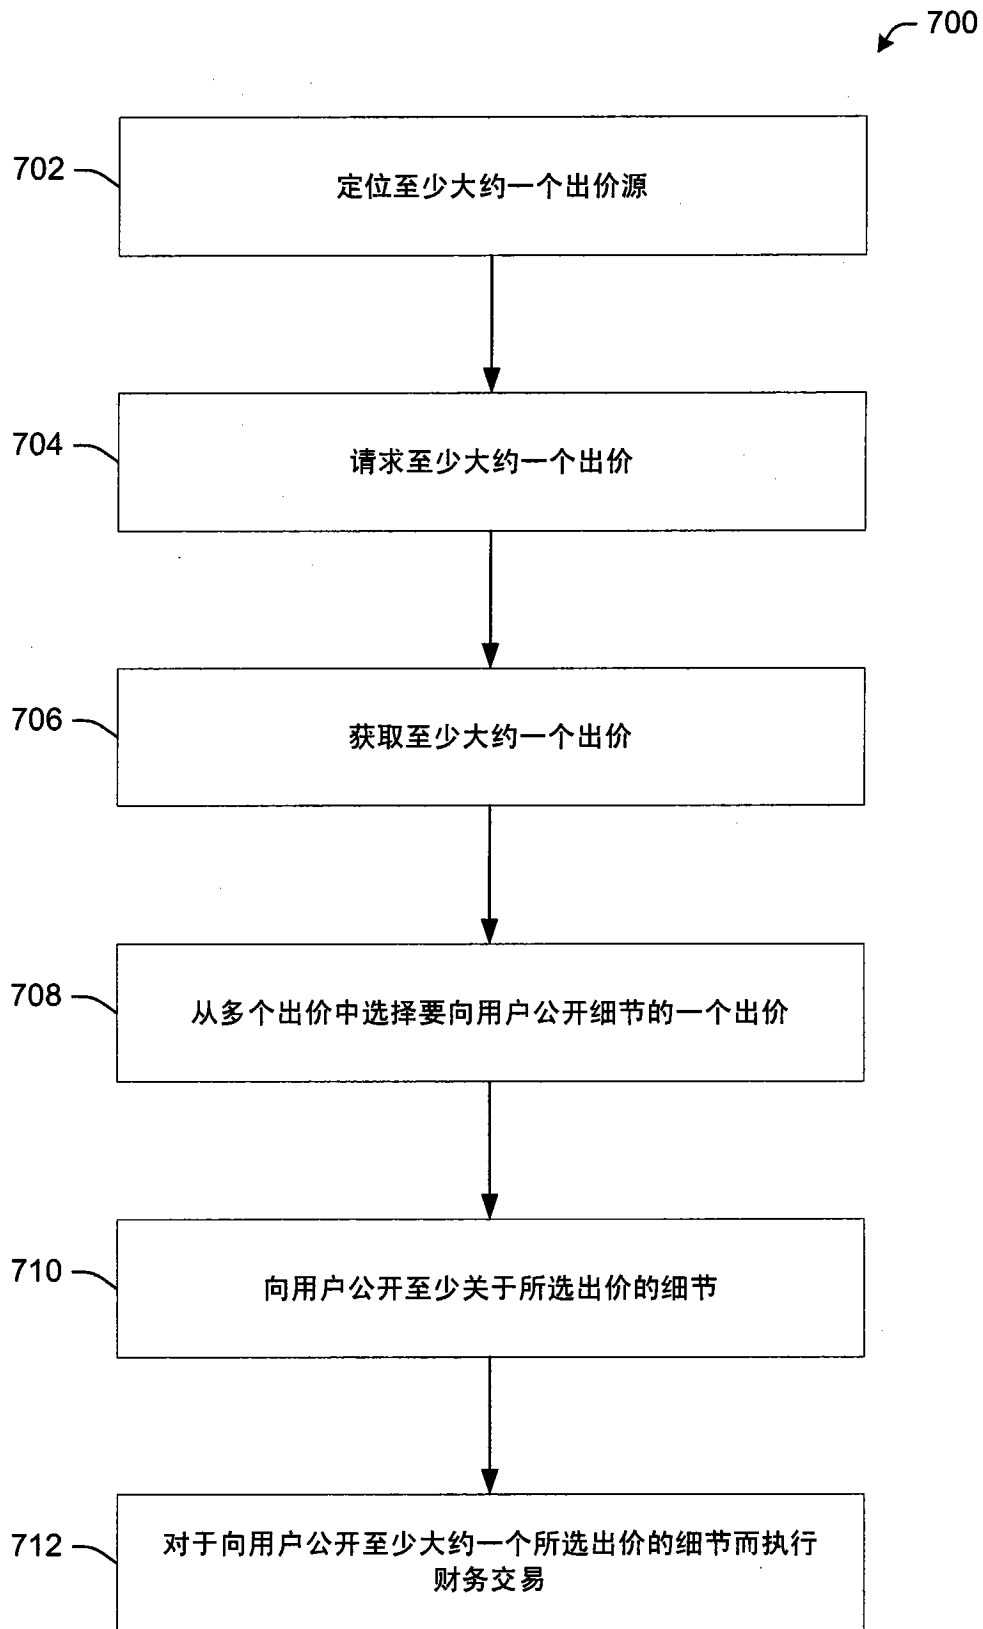 700
702
定位至少大约一个出价源
704
请求至少大约一个出价
706
获取至少大约一个出价
708
从多个出价中选择要向用户公开细节的一个出价
710
向用户公开至少关于所选出价的细节
712
对于向用户公开至少大约一个所选出价的细节而执行
财务交易